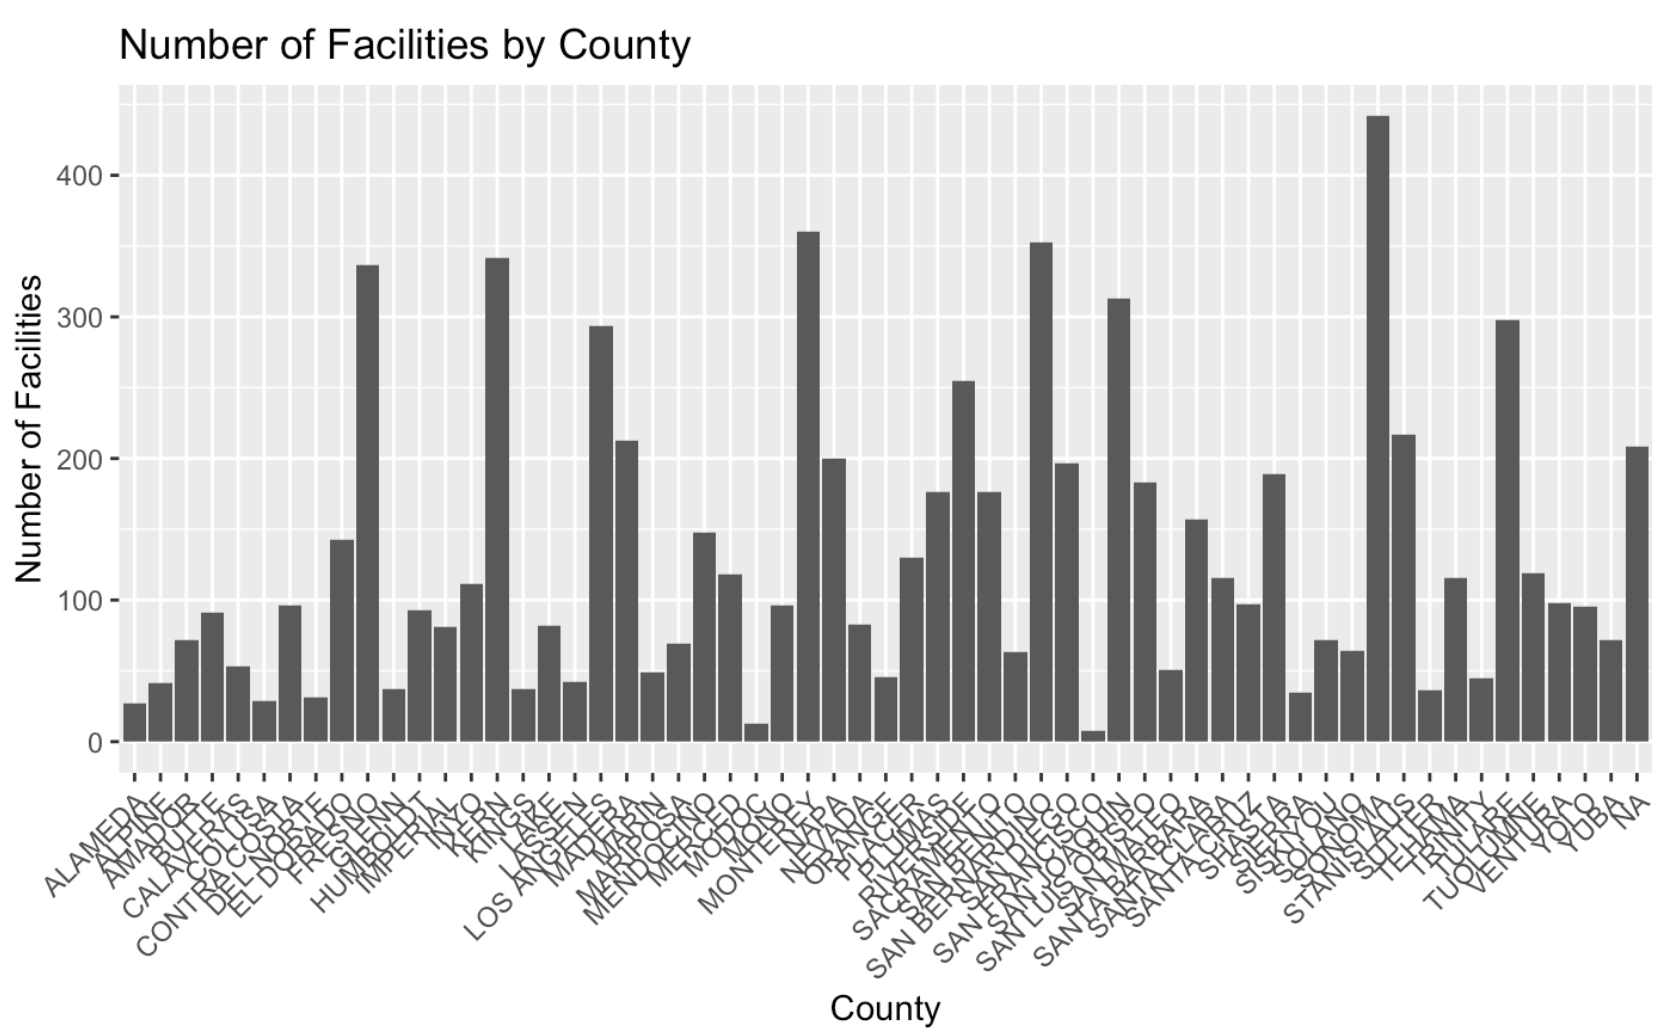 Number of Facilities by County
Number of Facilities
400
300
200
100
0
ALAMEDA
ALPINE
AMADOR
BUTTE
CALAVERAS
COLUSA
CONTRA COSTA
DEL NORTE
EL DORADO
FRESNO
GLENN
HUMBOLDT
IMPERIAL
INYO
KERN
KINGS
LAKE
LASSEN
LOS ANGELES
MADERA
MARIN
MARIPOSA
MENDOCINO
MERCED
MODOC
MONO
MONTEREY
NAPA
NEVADA
ORANGE
PLACER
PLUMAS
RIVERSIDE
SACRAMENTO
SAN BENITO
SAN BERNARDINO
SAN DIEGO
SAN FRANCISCO
SAN JOAQUIN
SAN LUIS OBISPO
SAN MATEO
SANTA BARBARA
SANTA CLARA
SANTA CRUZ
SHASTA
SIERRA
SISKIYOU
SOLANO
SONOMA
STANISLAUS
SUTTER
TEHAMA
TRINITY
TULARE
TUOLUMNE
VENTURA
YOLO
YUBA
NA
County